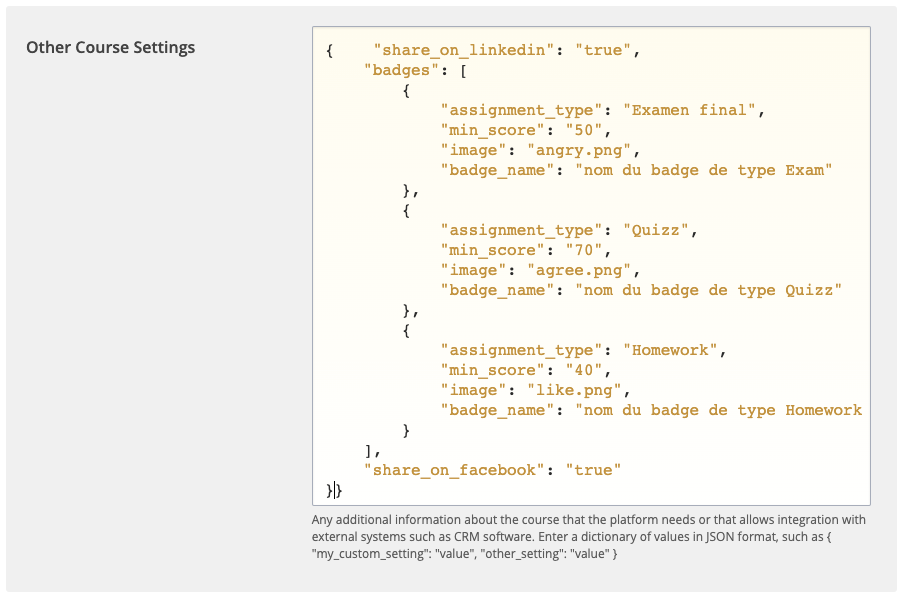 Other Course Settings
{    "share_on_linkedin": "true",
    "badges": [
        {
            "assignment_type": "Examen final",
            "min_score": "50",
            "image": "angry.png",
            "badge_name": "nom du badge de type Exam"
        },
        {
            "assignment_type": "Quizz",
            "min_score": "70",
            "image": "agree.png",
            "badge_name": "nom du badge de type Quizz"
        },
        {
            "assignment_type": "Homework",
            "min_score": "40",
            "image": "like.png",
            "badge_name": "nom du badge de type Homework
        }
    ],
    "share_on_facebook": "true"
}}
Any additional information about the course that the platform needs or that allows integration with
external systems such as CRM software. Enter a dictionary of values in JSON format, such as {
"my_custom_setting": "value", "other_setting": "value" }